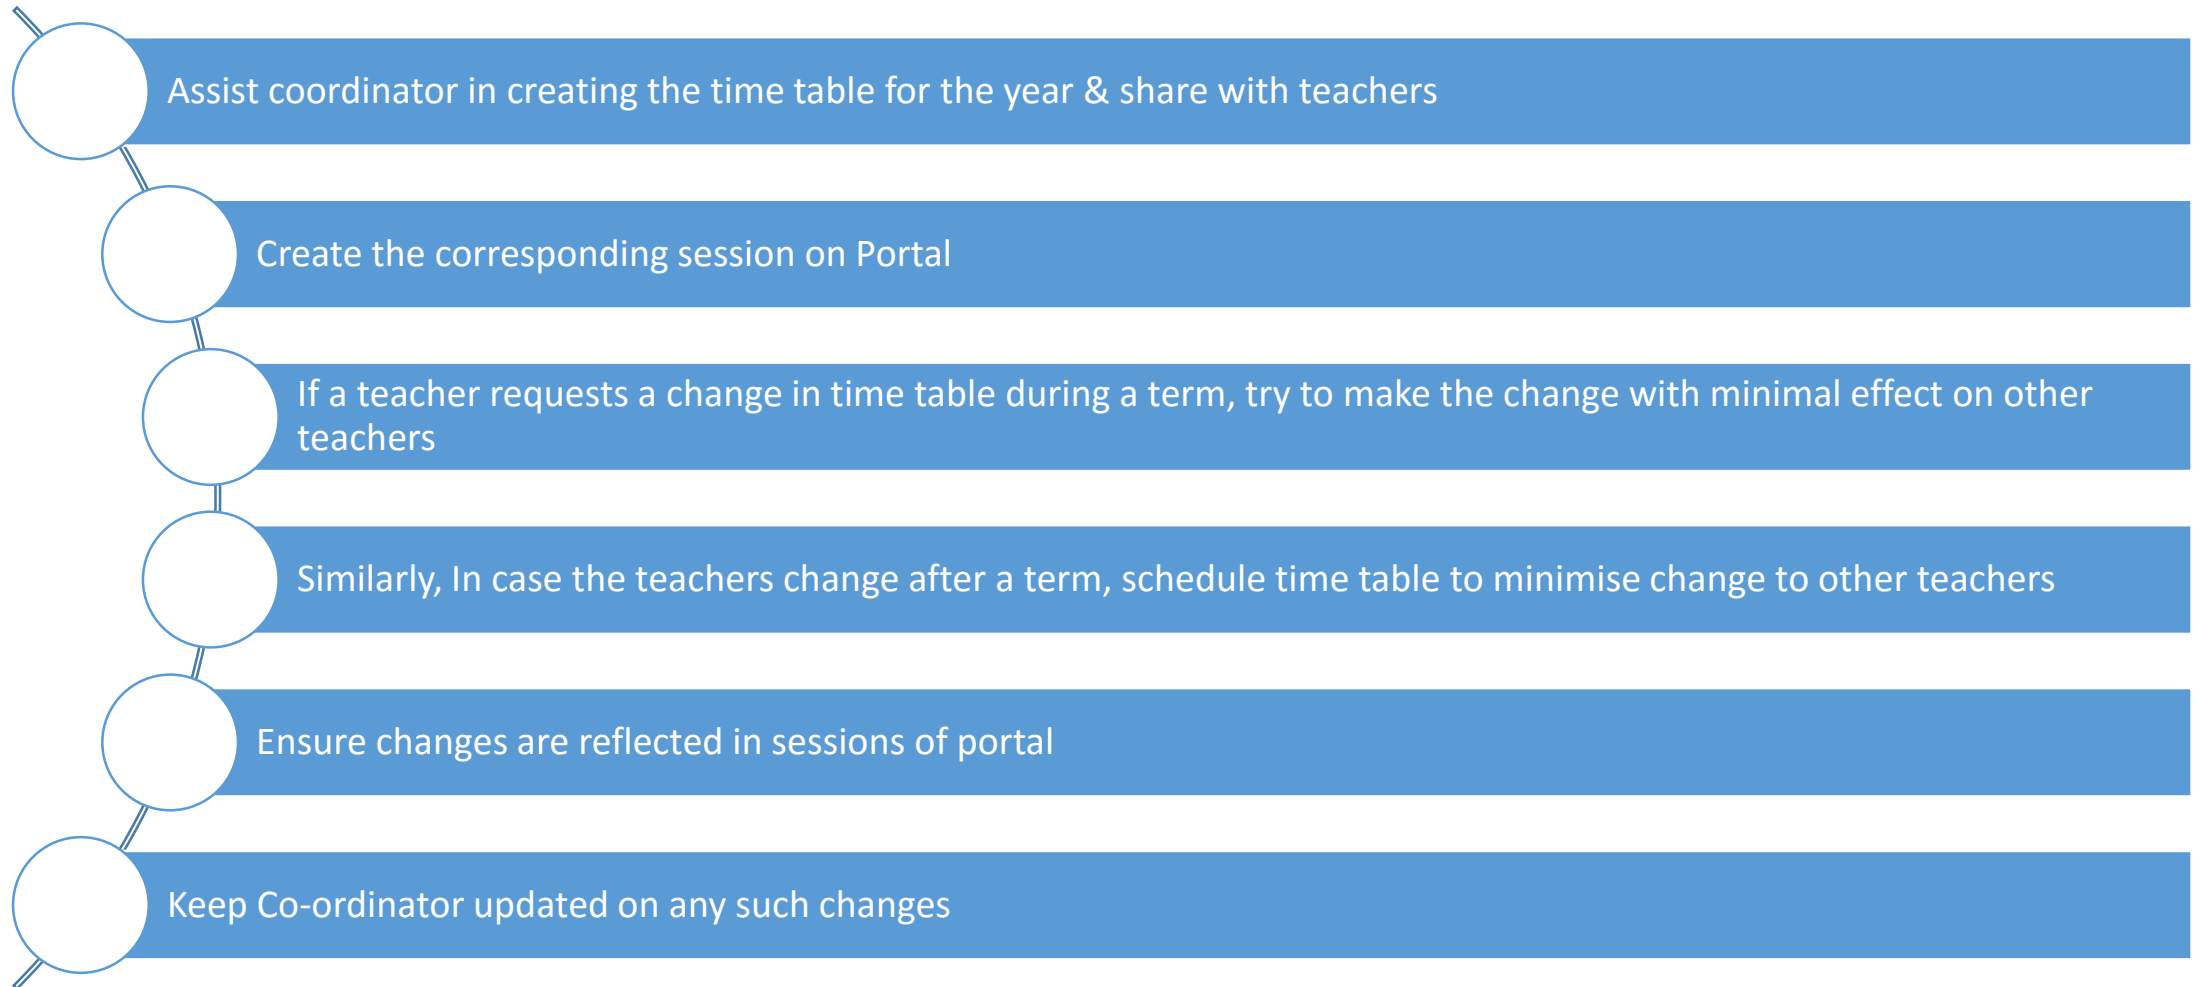 Assist coordinator in creating the time table for the year & share with teachers
Create the corresponding session on Portal
If a teacher requests a change in time table during a term, try to make the change with minimal effect on other
teachers
Similarly, In case the teachers change after a term, schedule time table to minimise change to other teachers
Ensure changes are reflected in sessions of portal
Keep Co-ordinator updated on any such changes